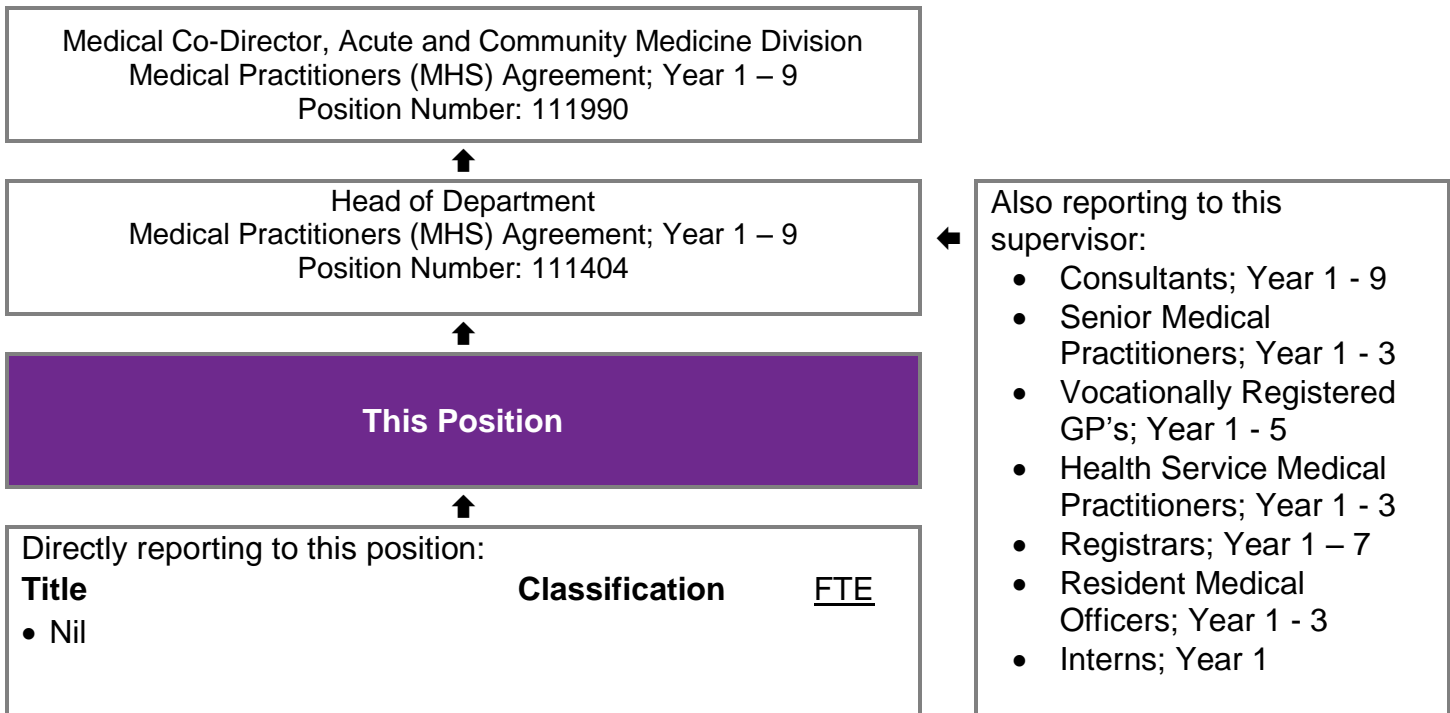 Medical Co-Director, Acute and Community Medicine Division
Medical Practitioners (MHS) Agreement; Year 1 – 9
Position Number: 111990
Head of Department
Medical Practitioners (MHS) Agreement; Year 1 – 9
Position Number: 111404
Also reporting to this
supervisor:
• Consultants; Year 1 - 9
• Senior Medical
Practitioners; Year 1 - 3
• Vocationally Registered
GP's; Year 1 - 5
• Health Service Medical
Practitioners; Year 1 - 3
• Registrars; Year 1 – 7
• Resident Medical
Officers; Year 1 - 3
• Interns; Year 1
This Position
Directly reporting to this position:
Title Classification FTE
• Nil